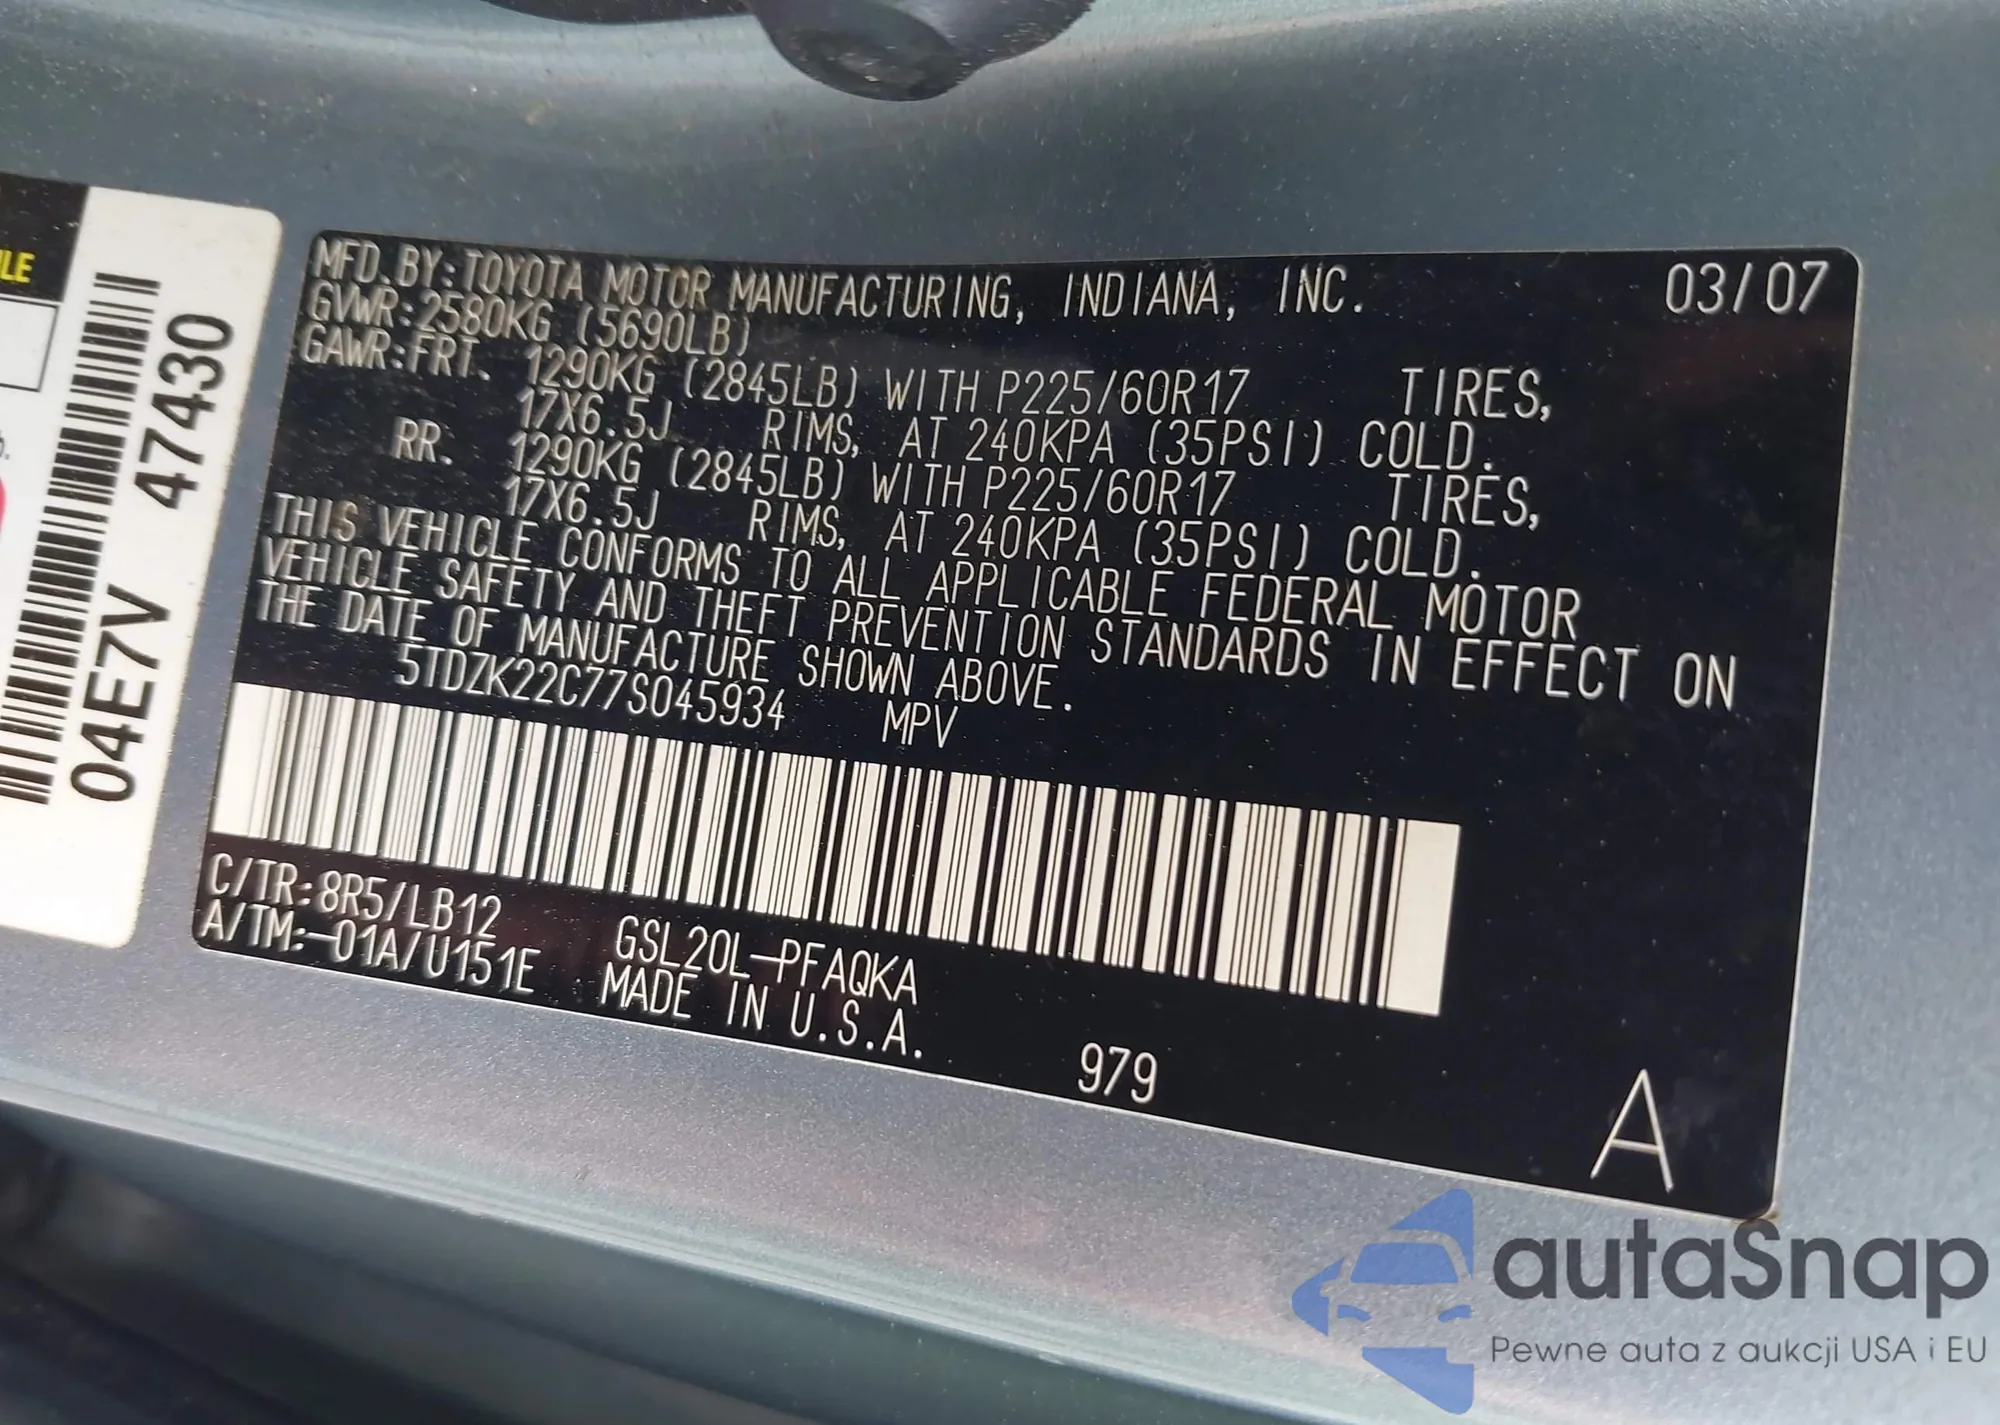 MFD.BY:TOYOTA MOTOR MANUFACTURING, INDIANA, INC. 03/07
GVWR:2580KG (5690LB)
GAWR:FRT. 1290KG (2845LB) WITH P225/60R17 TIRES,
17X6.5J RIMS, AT 240KPA (35PSI) COLD.
RR. 1290KG (2845LB) WITH P225/60R17 TIRES,
17X6.5J RIMS, AT 240KPA (35PSI) COLD.
THIS VEHICLE CONFORMS TO ALL APPLICABLE FEDERAL MOTOR
VEHICLE SAFETY AND THEFT PREVENTION STANDARDS IN EFFECT ON
THE DATE OF MANUFACTURE SHOWN ABOVE.
5TDZK22C77S045934 MPV
C/TR:8R5/LB12
A/TM:-01A/U151E
GSL20L-PFAQKA
MADE IN U.S.A.
979
A
04E7V 47430
autaSnap
Pewne auta z aukcji USA i EU